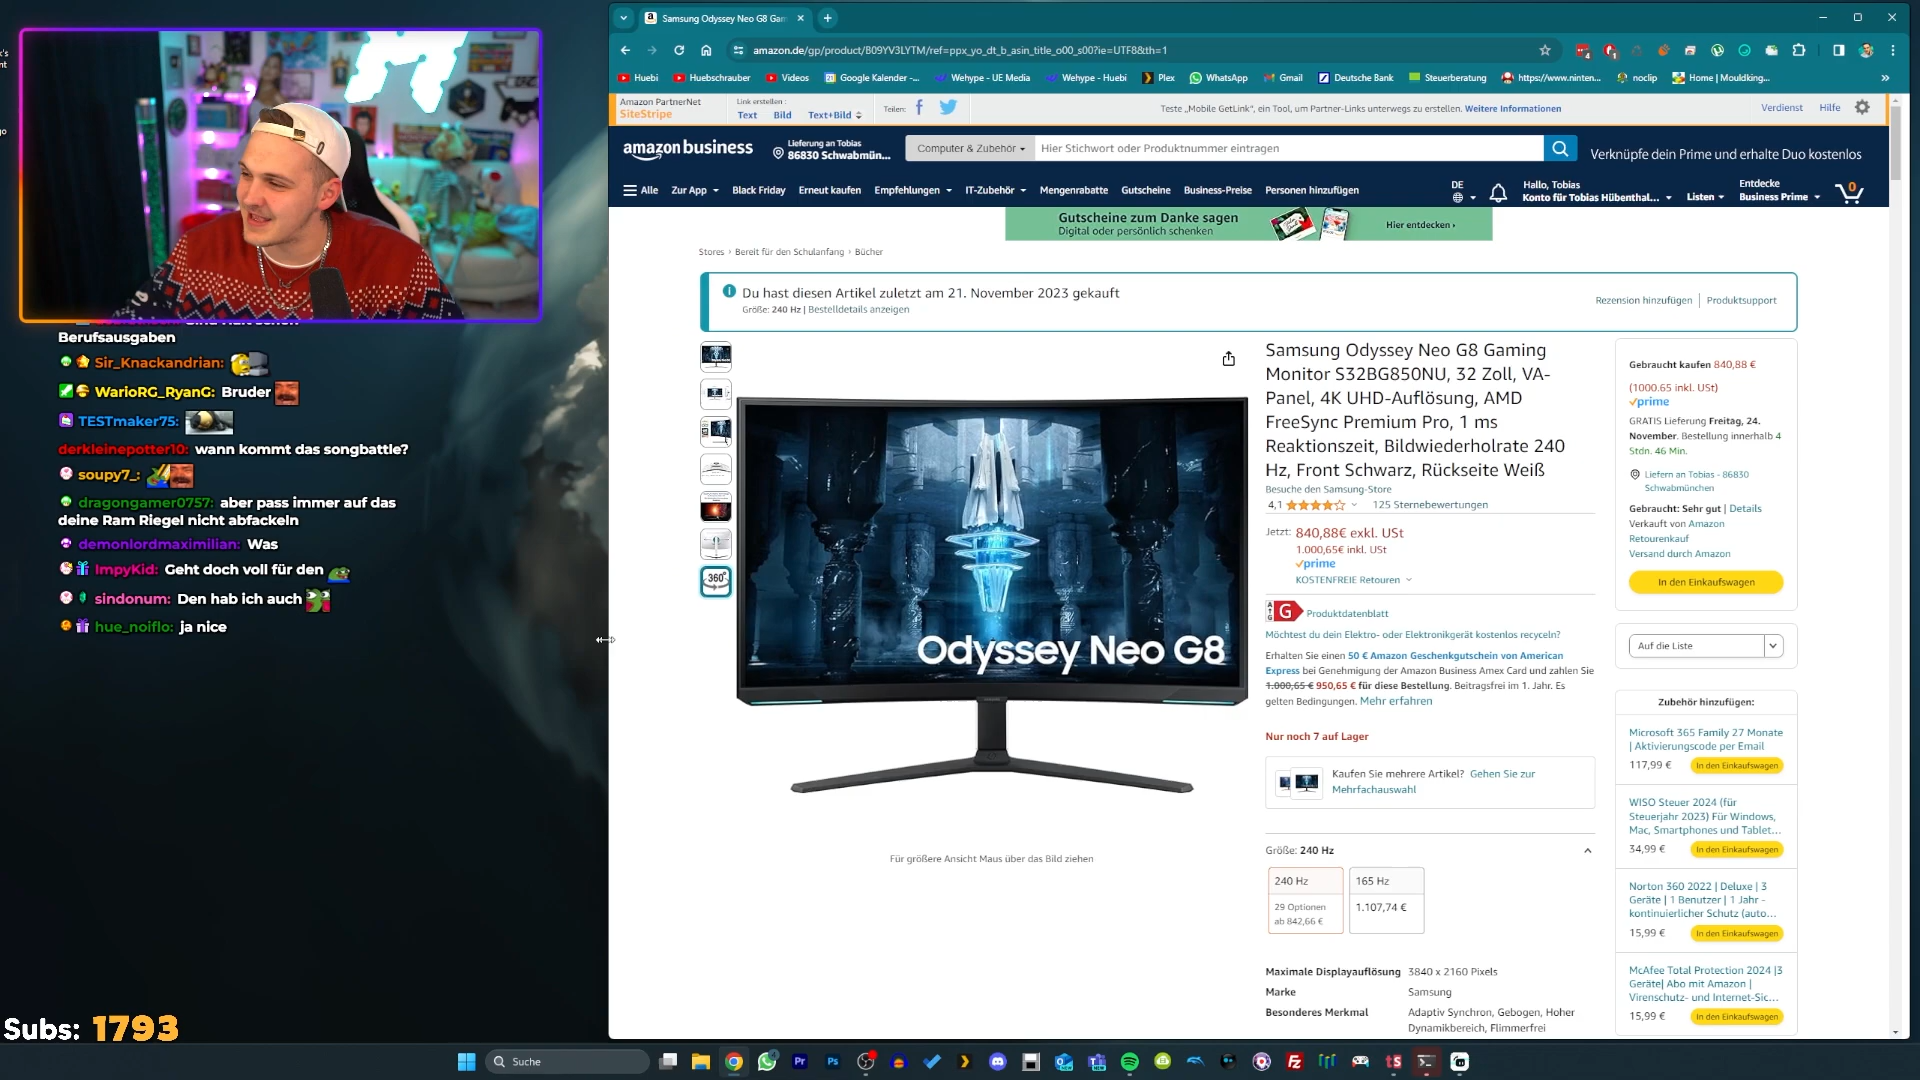 Berufsausgaben
Sir_Knackandrian:
WarioRG_RyanG: Bruder
TESTmaker75:
derkleinepotter10: wann kommt das songbattle?
soupy7_:
dragongamer0757: aber pass immer auf das
deine Ram Riegel nicht abfackeln
demonlordmaximilian: Was
ImpyKid: Geht doch voll für den
sindonum: Den hab ich auch
hue_noiflo: ja nice
Subs: 1793
Samsung Odyssey Neo G8 Gam
amazon.de/gp/product/B09YV3LYTM/ref=ppx_yo_dt_b_asin_title_o00_s00?ie=UTF8&th=1
Huebi
Huebschrauber
Videos
Google Kalender -...
Wehype - UE Media
Wehype - Huebi
Plex
WhatsApp
Gmail
Deutsche Bank
Steuerberatung
https://www.ninten...
noclip
Home | Mouldking...
Amazon PartnerNet
SiteStripe
Link erstellen :
Text
Bild
Text+Bild
Teilen:
Teste „Mobile GetLink“, ein Tool, um Partner-Links unterwegs zu erstellen. Weitere Informationen
Verdienst
Hilfe
amazon business
Lieferung an Tobias
86830 Schwabmün...
Computer & Zubehör
Hier Stichwort oder Produktnummer eintragen
Verknüpfe dein Prime und erhalte Duo kostenlos
Alle
Zur App
Black Friday
Erneut kaufen
Empfehlungen
IT-Zubehör
Mengenrabatte
Gutscheine
Business-Preise
Personen hinzufügen
DE
Hallo, Tobias
Konto für Tobias Hübenthal...
Listen
Entdecke
Business Prime
0
Gutscheine zum Danke sagen
Digital oder persönlich schenken
Hier entdecken ›
Stores › Bereit für den Schulanfang › Bücher
Du hast diesen Artikel zuletzt am 21. November 2023 gekauft
Größe: 240 Hz | Bestelldetails anzeigen
Rezension hinzufügen | Produktsupport
360°
Odyssey Neo G8
Für größere Ansicht Maus über das Bild ziehen
Samsung Odyssey Neo G8 Gaming
Monitor S32BG850NU, 32 Zoll, VA-
Panel, 4K UHD-Auflösung, AMD
FreeSync Premium Pro, 1 ms
Reaktionszeit, Bildwiederholrate 240
Hz, Front Schwarz, Rückseite Weiß
Besuche den Samsung-Store
4,1
125 Sternebewertungen
Jetzt: 840,88€ exkl. USt
1.000,65€ inkl. USt
prime
KOSTENFREIE Retouren
G
Produktdatenblatt
Möchtest du dein Elektro- oder Elektronikgerät kostenlos recyceln?
Erhalten Sie einen 50 € Amazon Geschenkgutschein von American
Express bei Genehmigung der Amazon Business Amex Card und zahlen Sie
1.000,65 € 950,65 € für diese Bestellung. Beitragsfrei im 1. Jahr. Es
gelten Bedingungen. Mehr erfahren
Nur noch 7 auf Lager
Kaufen Sie mehrere Artikel? Gehen Sie zur
Mehrfachauswahl
Größe: 240 Hz
240 Hz
29 Optionen
ab 842,66 €
165 Hz
1.107,74 €
Maximale Displayauflösung 3840 x 2160 Pixels
Marke Samsung
Besonderes Merkmal Adaptiv Synchron, Gebogen, Hoher
Dynamikbereich, Flimmerfrei
Gebraucht kaufen 840,88 €
(1000.65 inkl. USt)
prime
GRATIS Lieferung Freitag, 24.
November. Bestellung innerhalb 4
Stdn. 46 Min.
Liefern an Tobias - 86830
Schwabmünchen
Gebraucht: Sehr gut | Details
Verkauft von Amazon
Retourenkauf
Versand durch Amazon
In den Einkaufswagen
Auf die Liste
Zubehör hinzufügen:
Microsoft 365 Family 27 Monate
| Aktivierungscode per Email
117,99 €
In den Einkaufswagen
WISO Steuer 2024 (für
Steuerjahr 2023) Für Windows,
Mac, Smartphones und Tablet...
34,99 €
In den Einkaufswagen
Norton 360 2022 | Deluxe | 3
Geräte | 1 Benutzer | 1 Jahr -
kontinuierlicher Schutz (auto...
15,99 €
In den Einkaufswagen
McAfee Total Protection 2024 |3
Geräte| Abo mit Amazon |
Virenschutz- und Internet-Sic...
15,99 €
In den Einkaufswagen
Suche